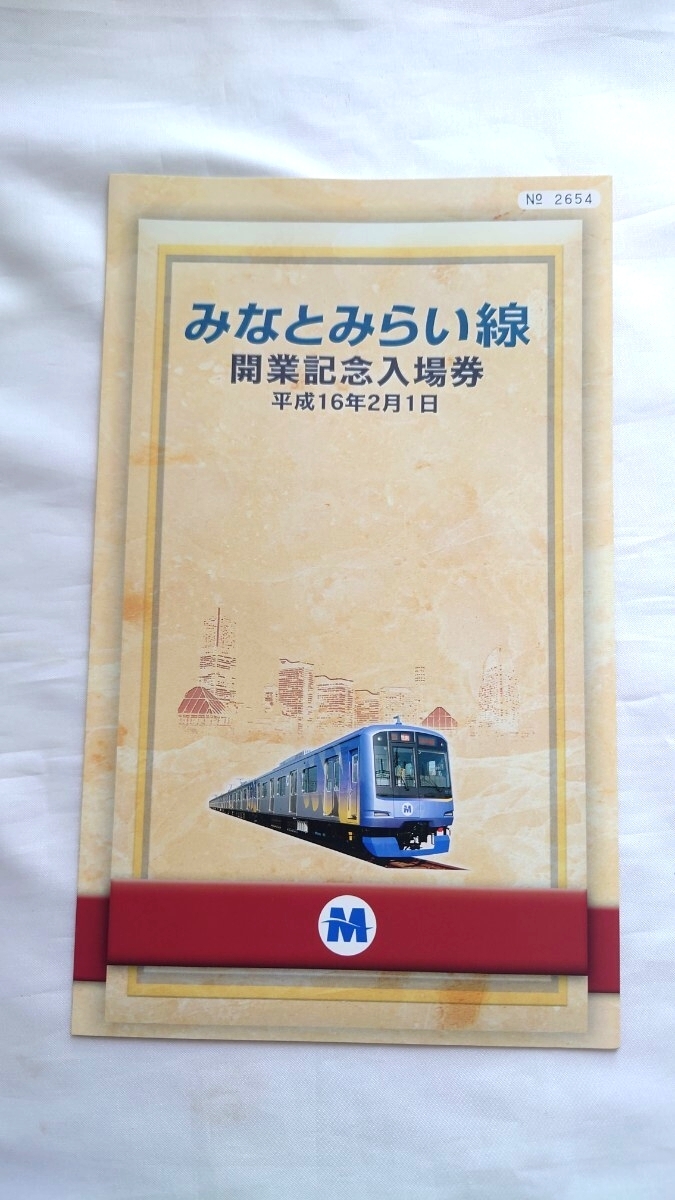 № 2654
みなとみらい線
開業記念入場券
平成16年2月1日
M
M